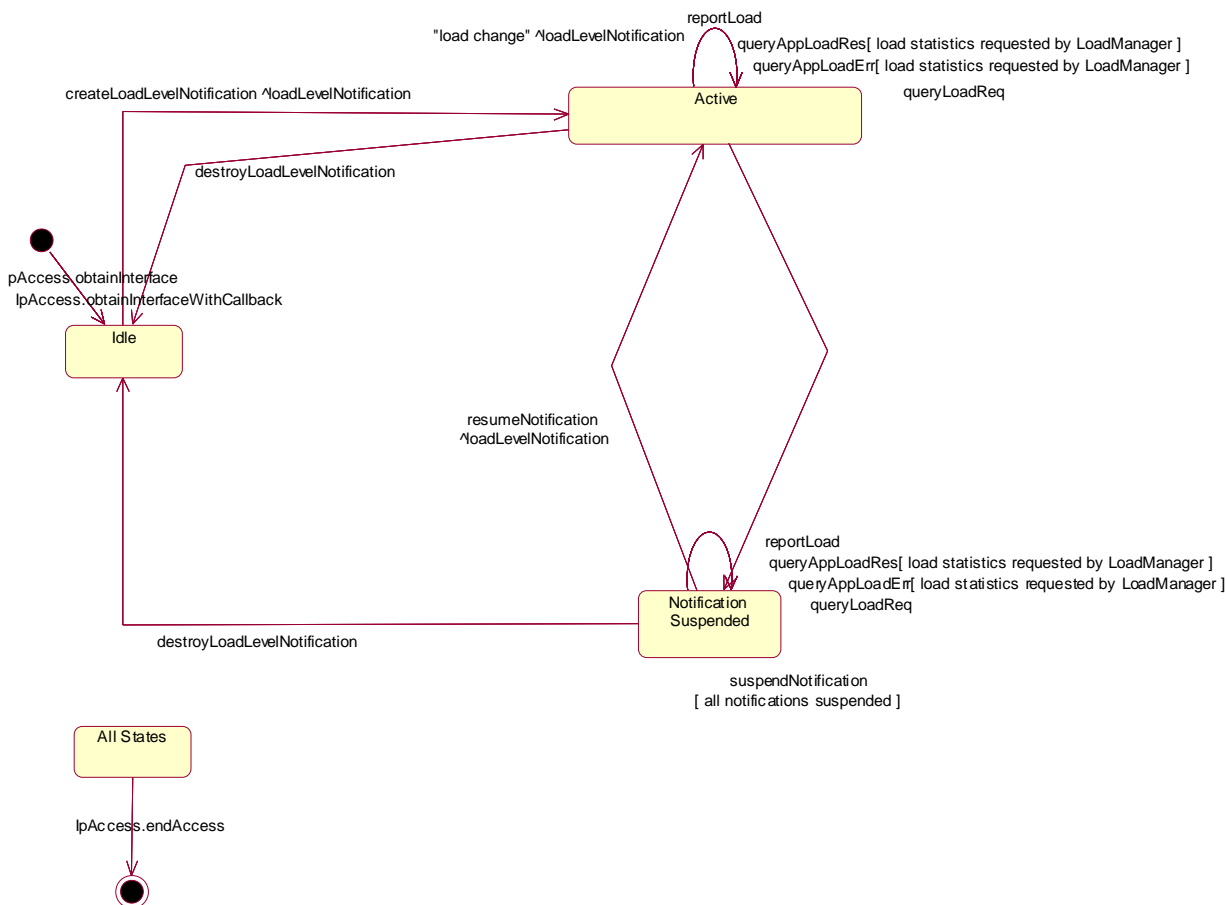 reportLoad
"load change" ^loadLevelNotification
queryAppLoadRes[ load statistics requested by LoadManager ]
queryAppLoadErr[ load statistics requested by LoadManager ]
createLoadLevelNotification ^loadLevelNotification
queryLoadReq
Active
destroyLoadLevelNotification
pAccess.obtainInterface
IpAccess.obtainInterfaceWithCallback
Idle
resumeNotification
^loadLevelNotification
reportLoad
queryAppLoadRes[ load statistics requested by LoadManager ]
queryAppLoadErr[ load statistics requested by LoadManager ]
queryLoadReq
Notification
Suspended
destroyLoadLevelNotification
suspendNotification
[ all notifications suspended ]
All States
IpAccess.endAccess